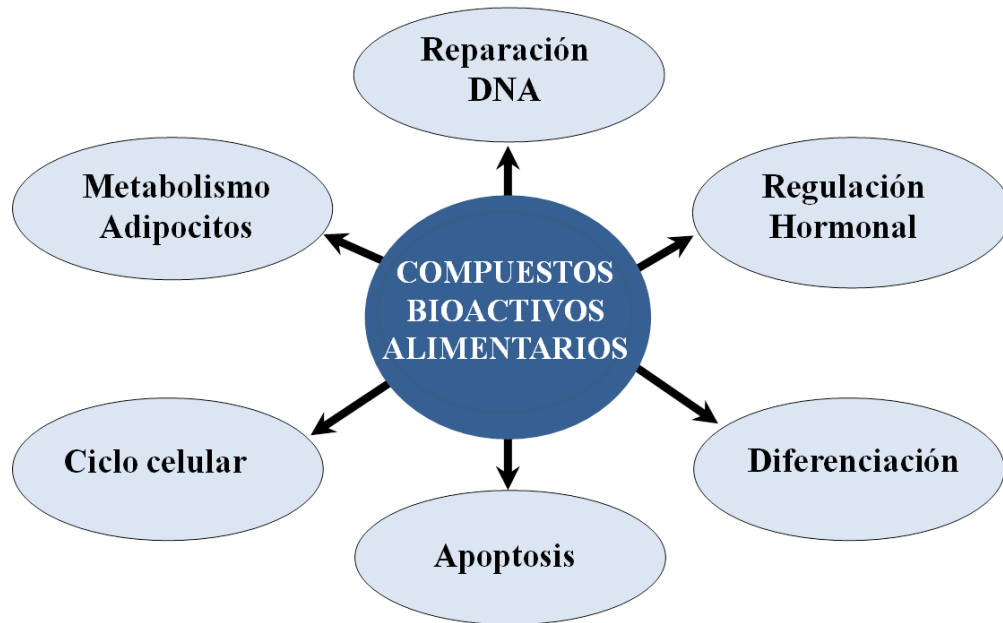 Reparación
DNA
Metabolismo
Adipocitos
Regulación
Hormonal
COMPUESTOS
BIOACTIVOS
ALIMENTARIOS
Ciclo celular
Diferenciación
Apoptosis